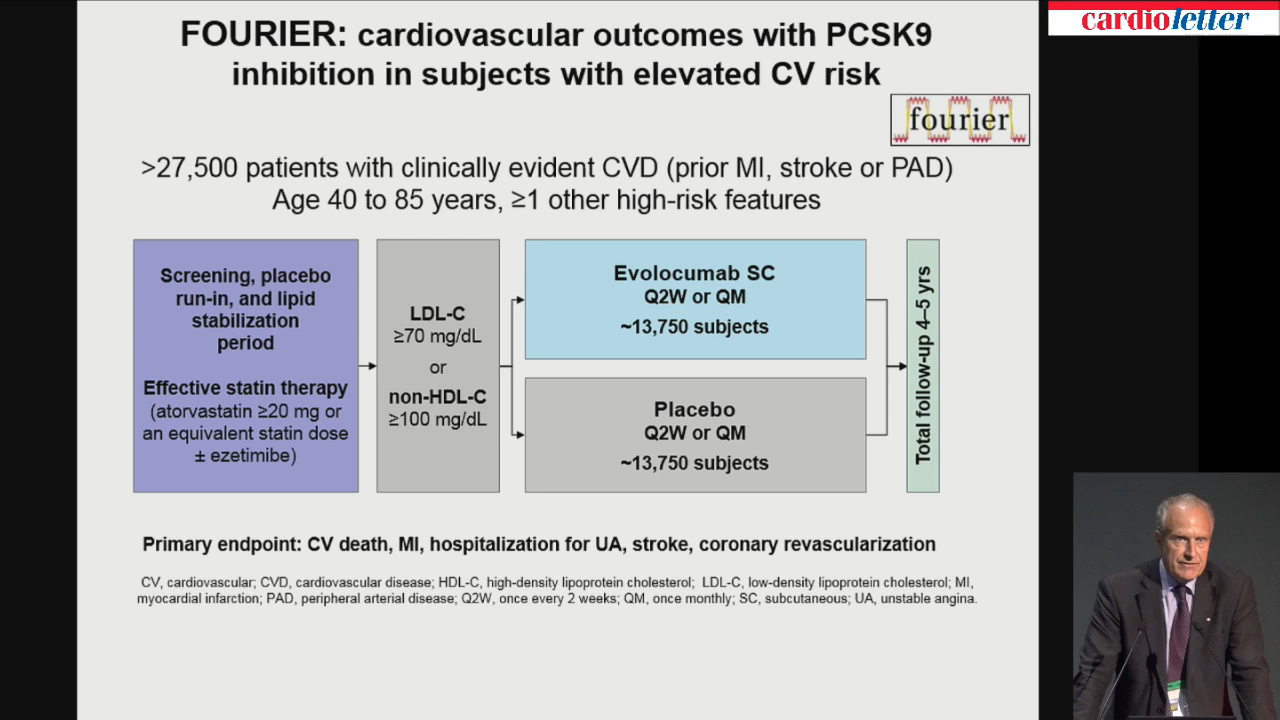 FOURIER: cardiovascular outcomes with PCSK9
inhibition in subjects with elevated CV risk
cardioletter
fourier
>27,500 patients with clinically evident CVD (prior MI, stroke or PAD)
Age 40 to 85 years, ≥1 other high-risk features
Screening, placebo
run-in, and lipid
stabilization
period
Effective statin therapy
(atorvastatin ≥20 mg or
an equivalent statin dose
± ezetimibe)
LDL-C
≥70 mg/dL
or
non-HDL-C
≥100 mg/dL
Evolocumab SC
Q2W or QM
~13,750 subjects
Placebo
Q2W or QM
~13,750 subjects
Total follow-up 4–5 yrs
Primary endpoint: CV death, MI, hospitalization for UA, stroke, coronary revascularization
CV, cardiovascular; CVD, cardiovascular disease; HDL-C, high-density lipoprotein cholesterol; LDL-C, low-density lipoprotein cholesterol; MI,
myocardial infarction; PAD, peripheral arterial disease; Q2W, once every 2 weeks; QM, once monthly; SC, subcutaneous; UA, unstable angina.